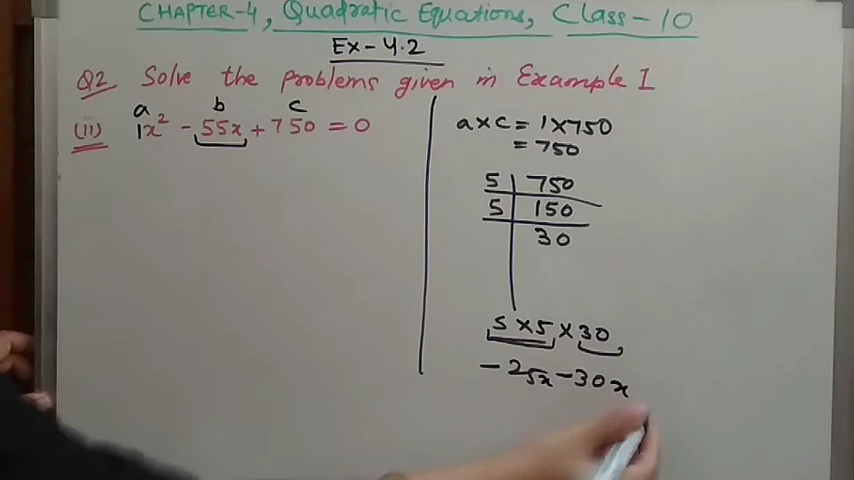 CHAPTER-4, Quadratic Equations, Class-10
Ex-4.2
Q2 Solve the problems given in Example I
a b c
(ii) 1x² - 55x + 750 = 0
a×c = 1×750
= 750
5 | 750
5 | 150
30
5×5×30
-25x-30x